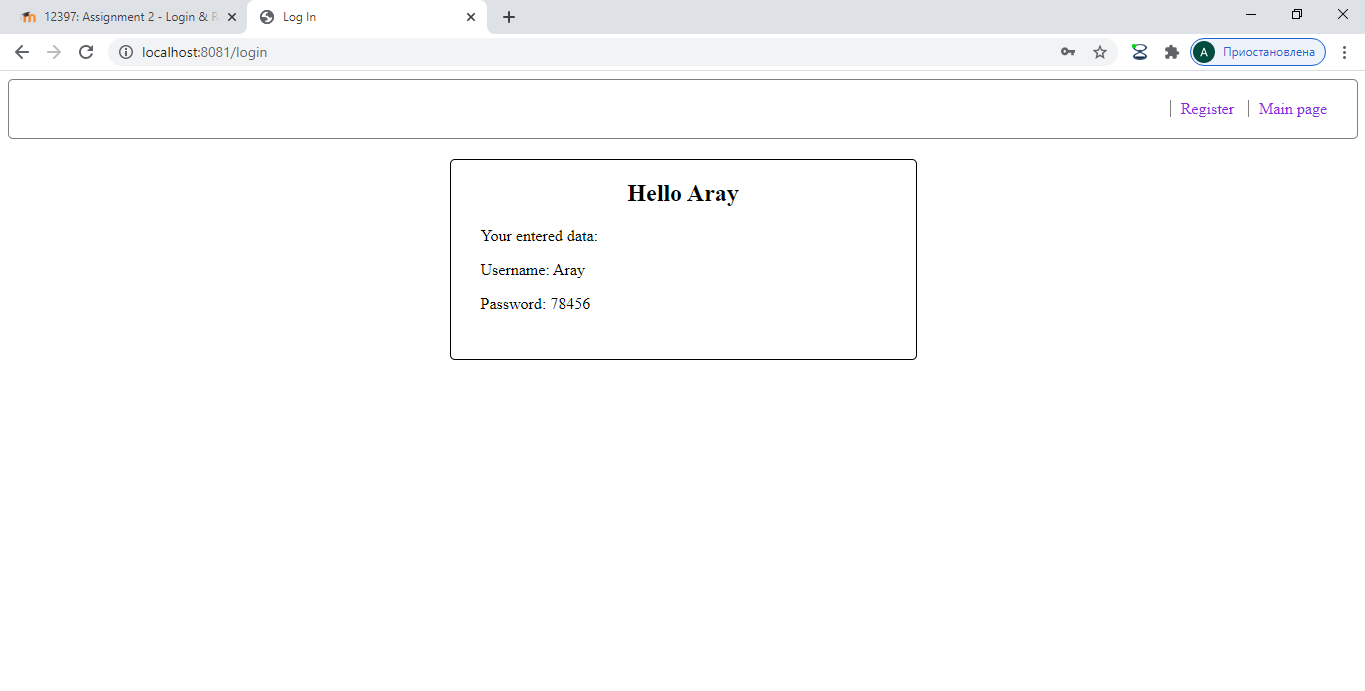 12397: Assignment 2 - Login & R
Log In
localhost:8081/login
A Приостановлена
Register
Main page
Hello Aray
Your entered data:
Username: Aray
Password: 78456